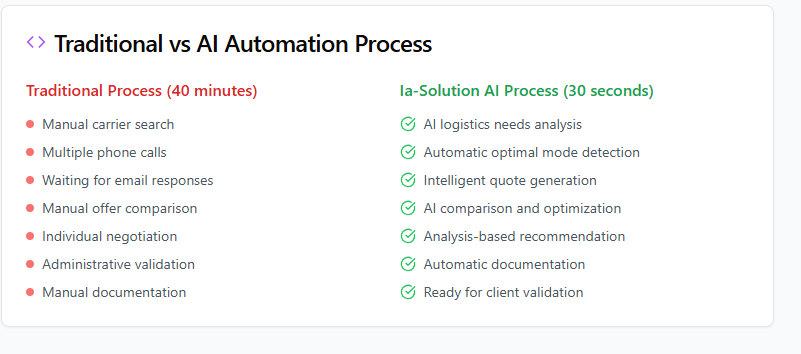 Traditional vs AI Automation Process
Traditional Process (40 minutes)
Manual carrier search
Multiple phone calls
Waiting for email responses
Manual offer comparison
Individual negotiation
Administrative validation
Manual documentation
Ia-Solution AI Process (30 seconds)
AI logistics needs analysis
Automatic optimal mode detection
Intelligent quote generation
AI comparison and optimization
Analysis-based recommendation
Automatic documentation
Ready for client validation